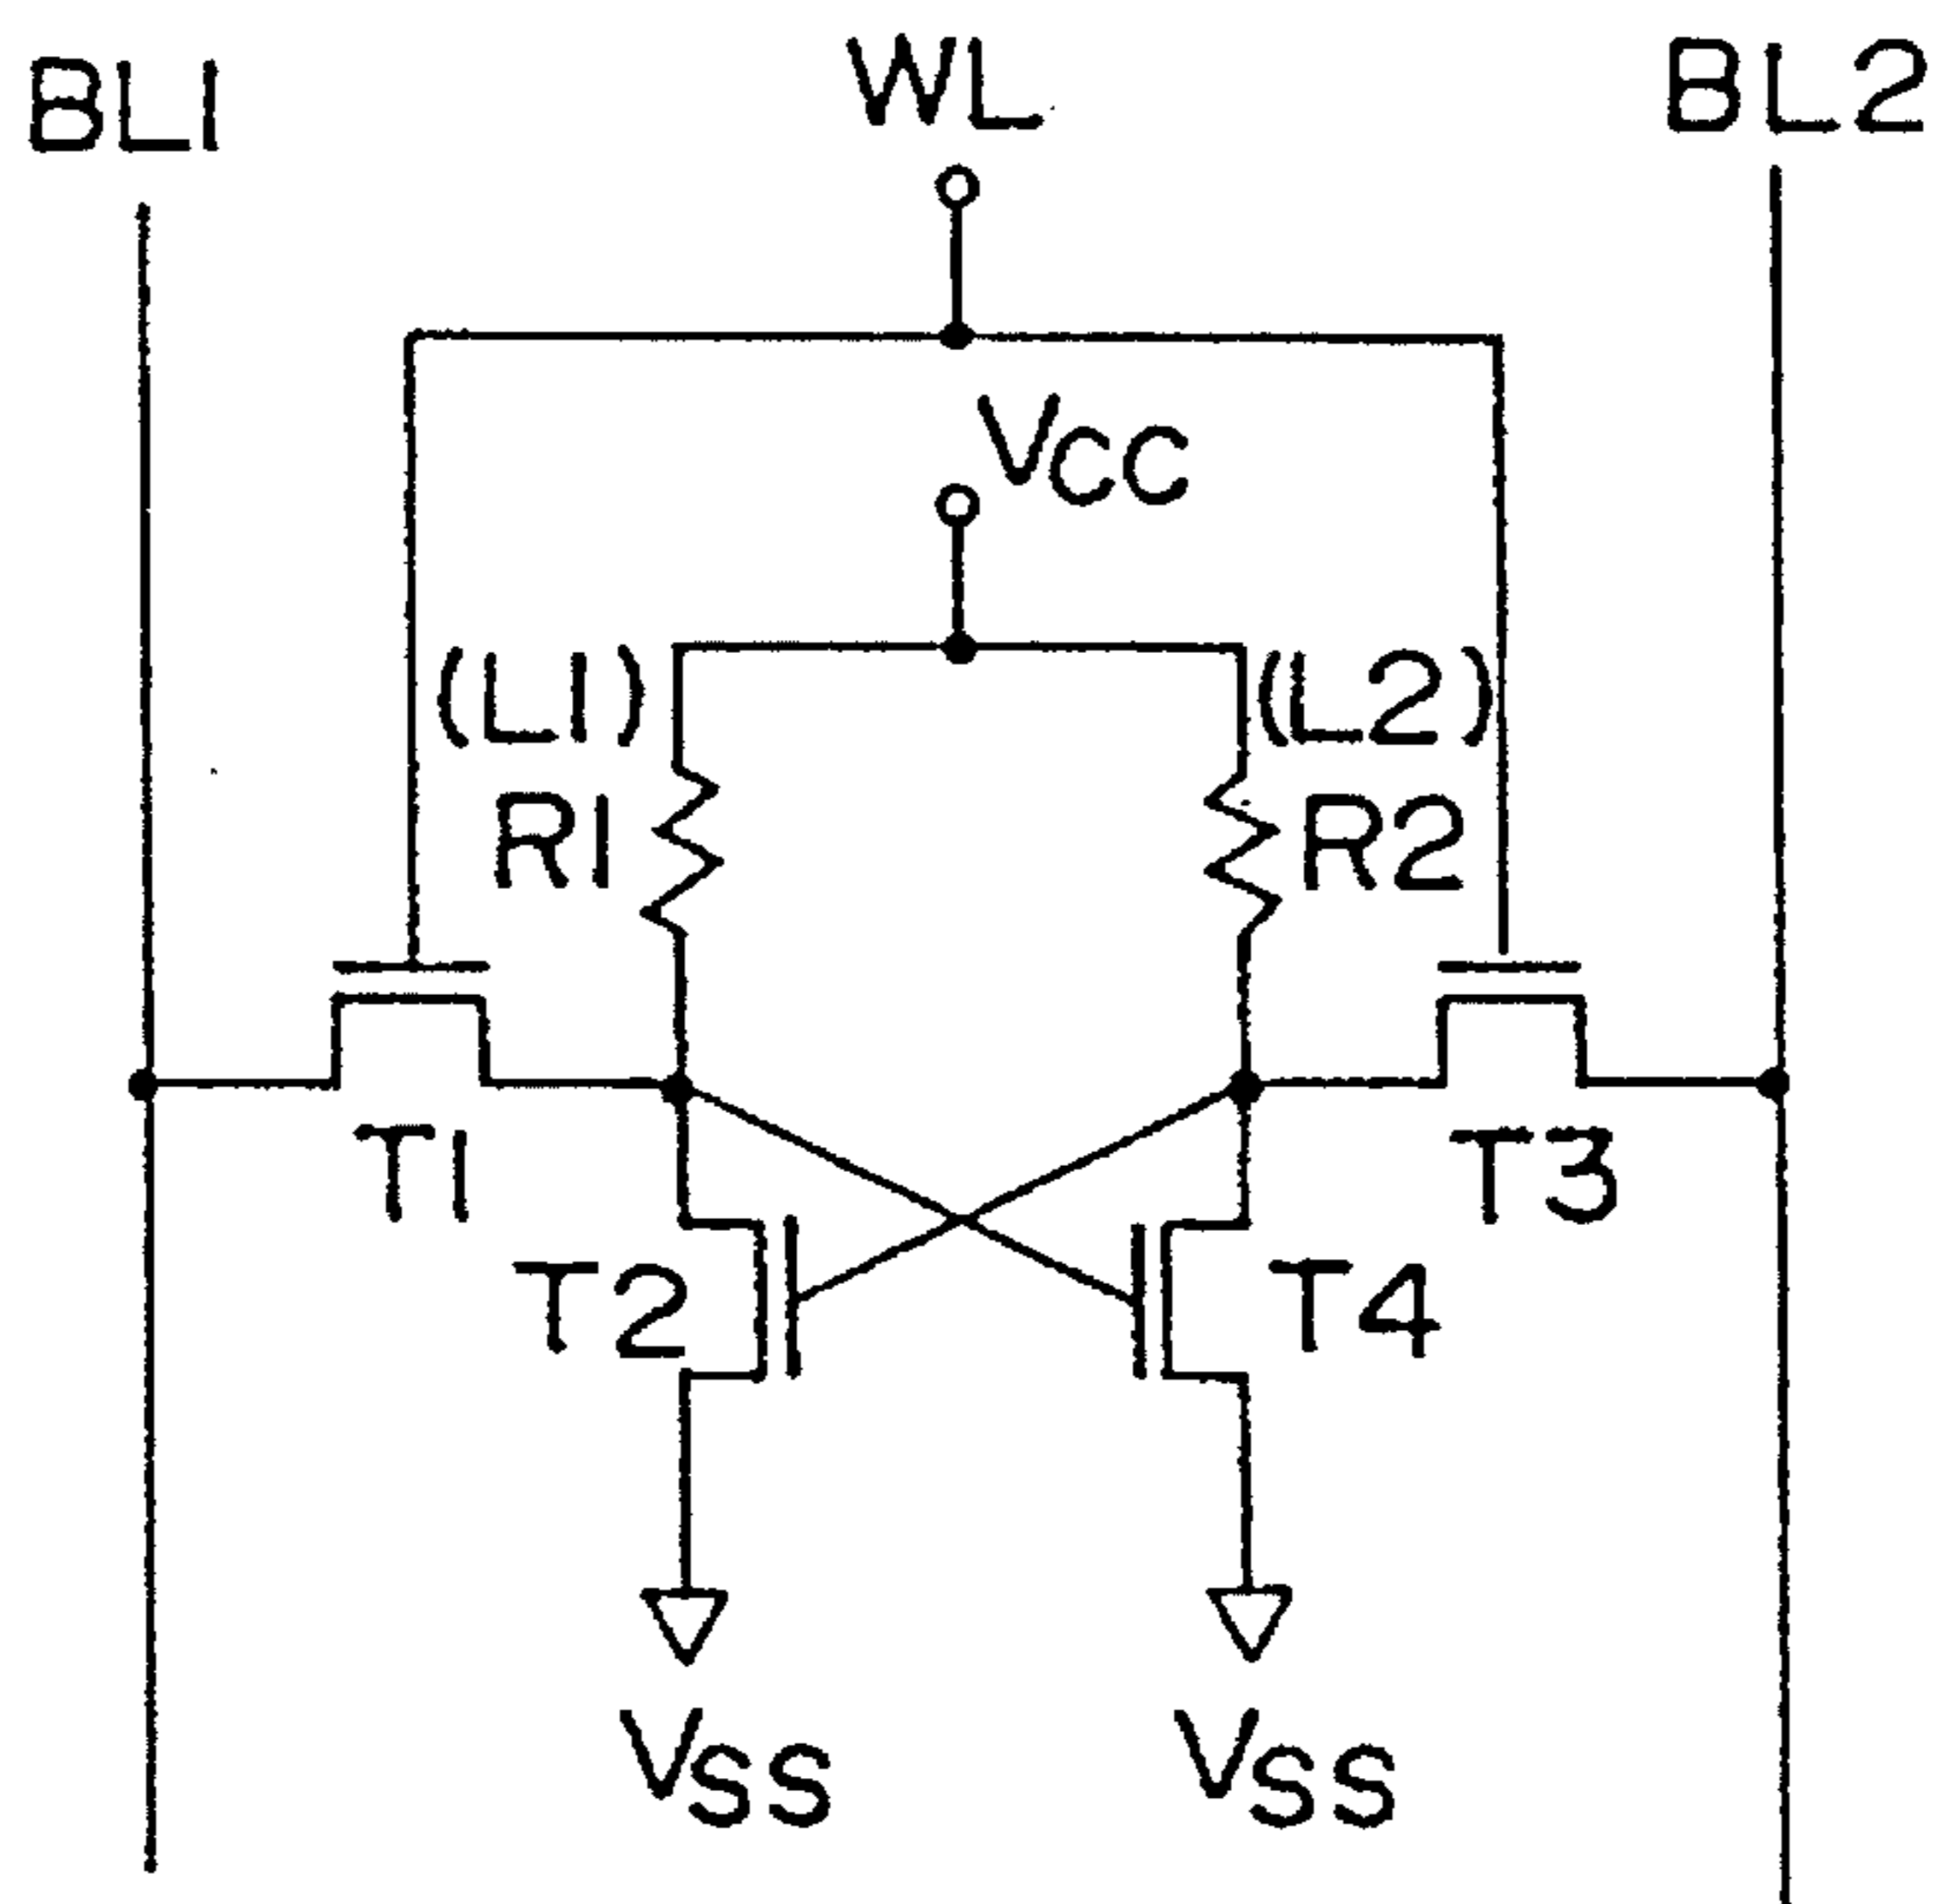 BL1
WL
BL2
VCC
(L1)
(L2)
R1
R2
T1
T3
T2
T4
VSS
VSS